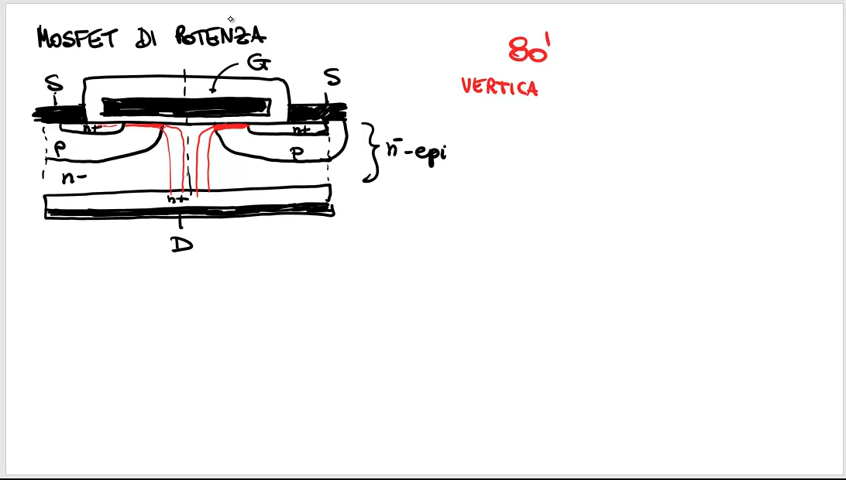 MOSFET DI POTENZA
80'
VERTICA
G
S
S
n+
n+
p
p
n-
n⁻-epi
n+
D